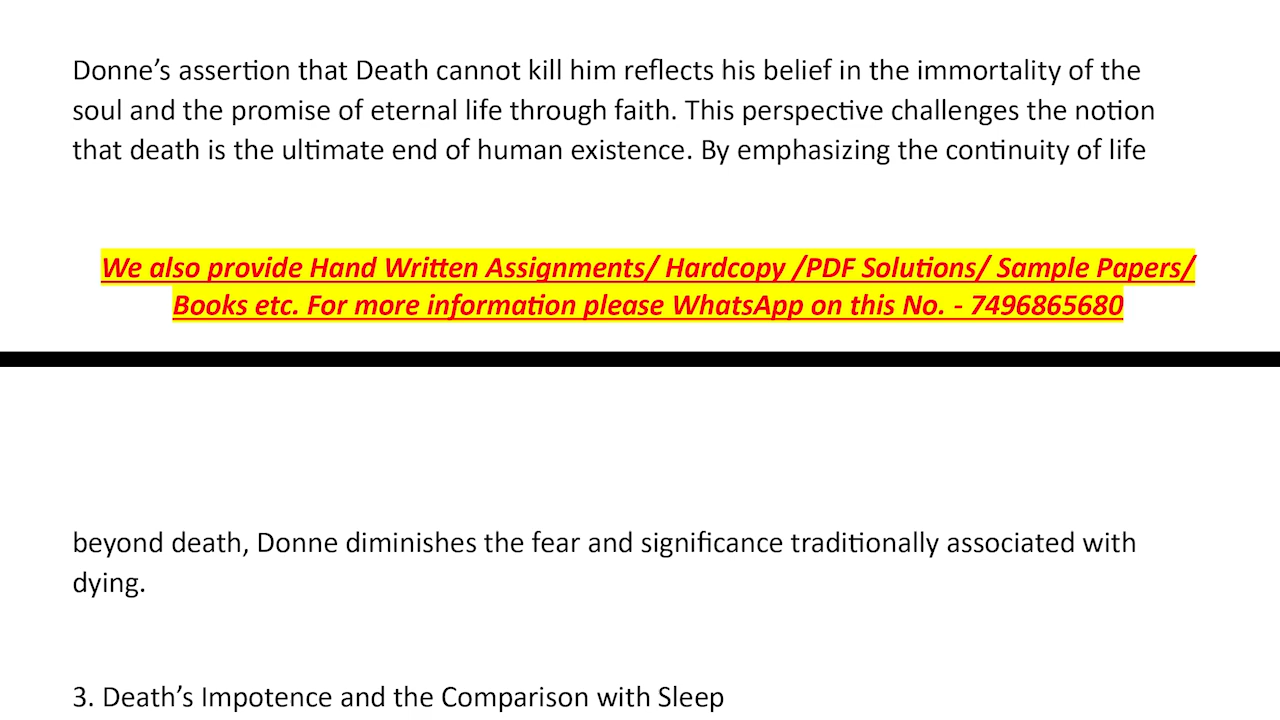 Donne’s assertion that Death cannot kill him reflects his belief in the immortality of the
soul and the promise of eternal life through faith. This perspective challenges the notion
that death is the ultimate end of human existence. By emphasizing the continuity of life
We also provide Hand Written Assignments/ Hardcopy /PDF Solutions/ Sample Papers/
Books etc. For more information please WhatsApp on this No. - 7496865680
beyond death, Donne diminishes the fear and significance traditionally associated with
dying.
3. Death’s Impotence and the Comparison with Sleep